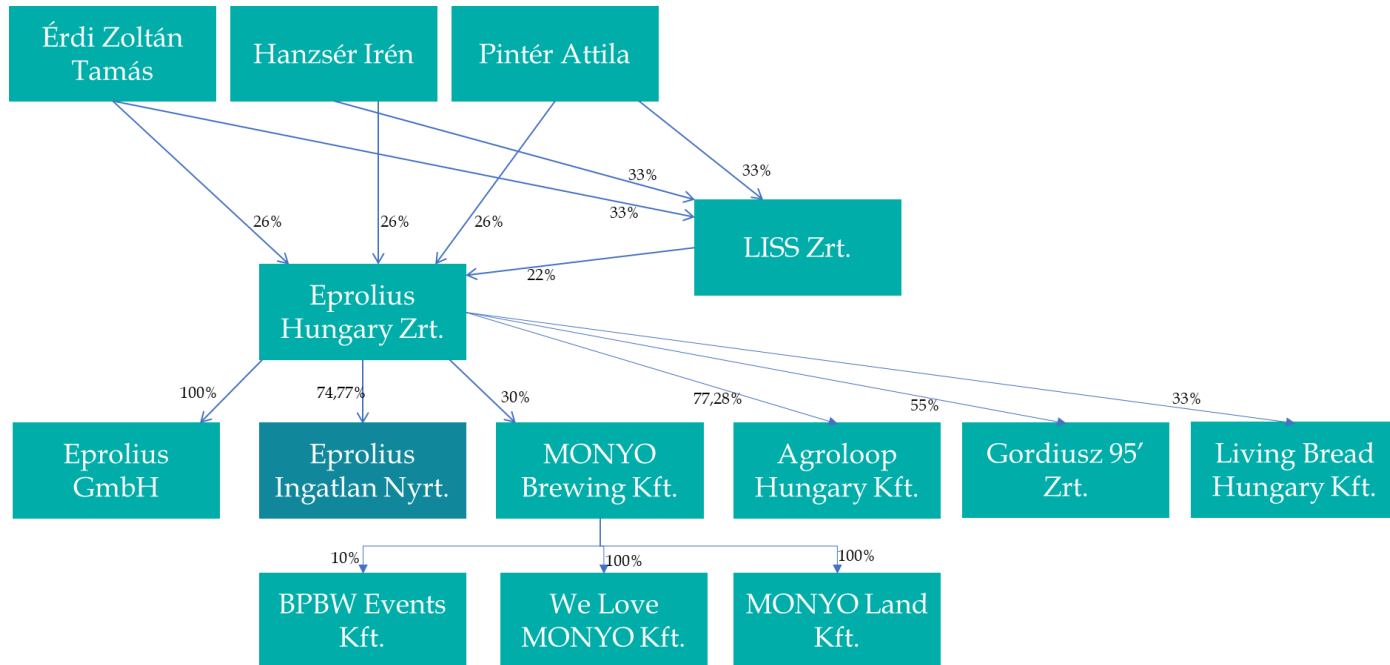 Érdi Zoltán
Tamás
Hanzsér Irén
Pintér Attila
33%
33%
33%
26%
26%
26%
LISS Zrt.
22%
Eprolius
Hungary Zrt.
100%
74,77%
30%
77,28%
55%
33%
Eprolius
GmbH
Eprolius
Ingatlan Nyrt.
MONYO
Brewing Kft.
Agroloop
Hungary Kft.
Gordiusz 95’
Zrt.
Living Bread
Hungary Kft.
10%
100%
100%
BPBW Events
Kft.
We Love
MONYO Kft.
MONYO Land
Kft.